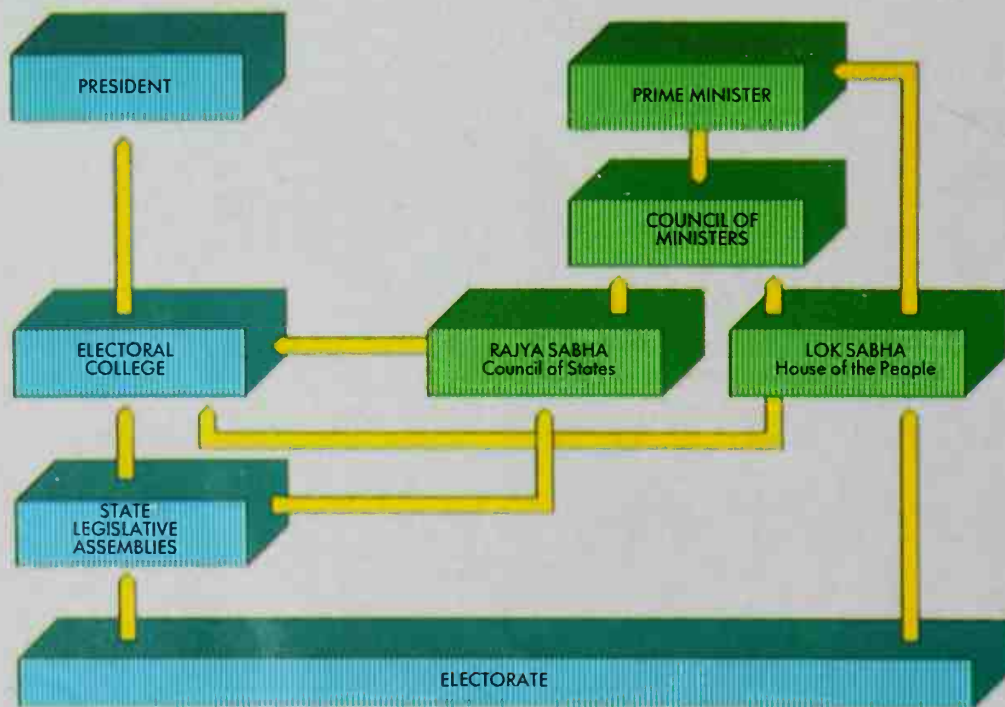 PRESIDENT
PRIME MINISTER
COUNCIL OF
MINISTERS
ELECTORAL
COLLEGE
RAJYA SABHA
Council of States
LOK SABHA
House of the People
STATE
LEGISLATIVE
ASSEMBLIES
ELECTORATE